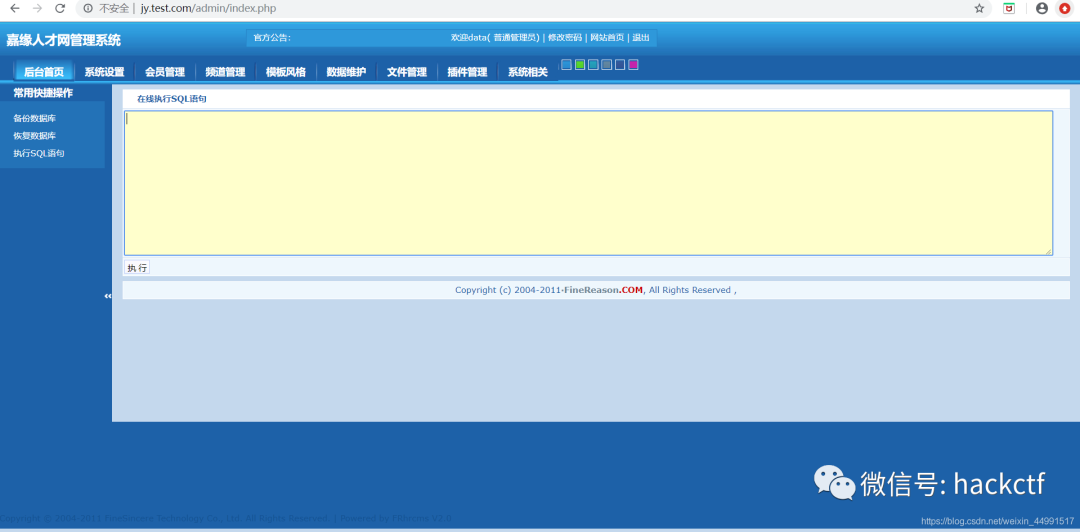 不安全 | jy.test.com/admin/index.php
嘉缘人才网管理系统
官方公告: 欢迎data( 普通管理员) | 修改密码 | 网站首页 | 退出
后台首页 系统设置 会员管理 频道管理 模板风格 数据维护 文件管理 插件管理 系统相关
常用快捷操作
在线执行SQL语句
备份数据库
恢复数据库
执行SQL语句
执 行
Copyright (c) 2004-2011-FineReason.COM, All Rights Reserved ,
微信号: hackctf
Copyright © 2004-2011 FineReason Technology Co., Ltd. All Rights Reserved. | Powered by FRReason V2.0
https://blog.csdn.net/weixin_44991517